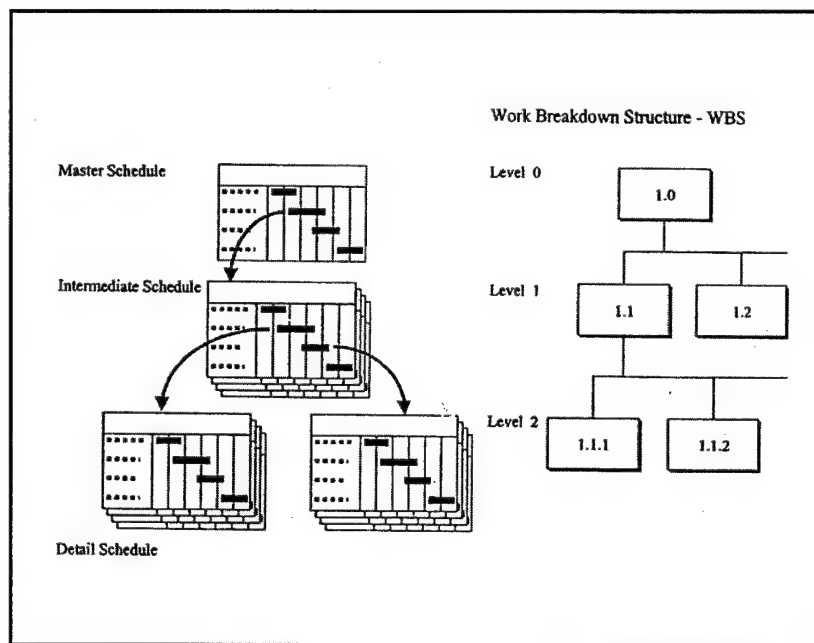 Work Breakdown Structure - WBS
Master Schedule
Level 0
1.0
Intermediate Schedule
Level 1
1.1
1.2
Level 2
1.1.1
1.1.2
Detail Schedule